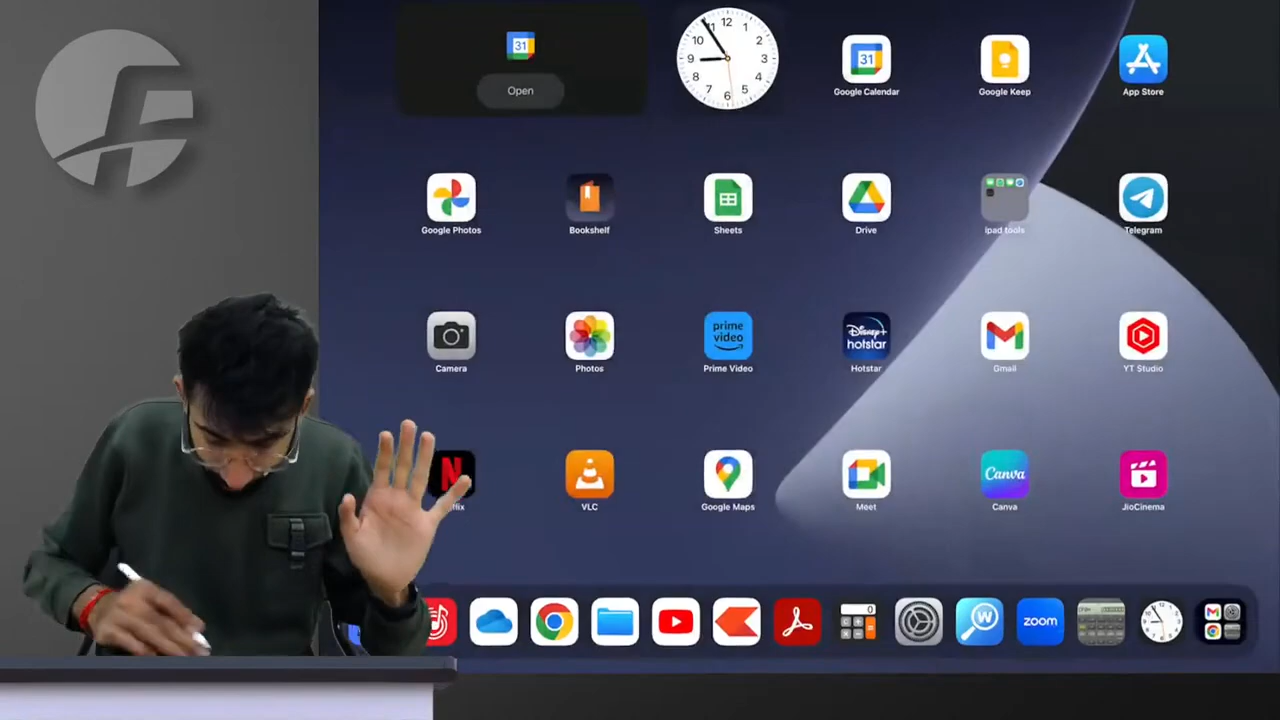 31
Open
11 12 1
10 2
9 3
8 4
7 6 5
31
Google Calendar
Google Keep
App Store
Google Photos
Bookshelf
Sheets
Drive
ipad tools
Telegram
Camera
Photos
prime video
Prime Video
Disney+ hotstar
Hotstar
Gmail
YT Studio
N
flix
VLC
Google Maps
Meet
Canva
Canva
JioCinema
0
W
zoom